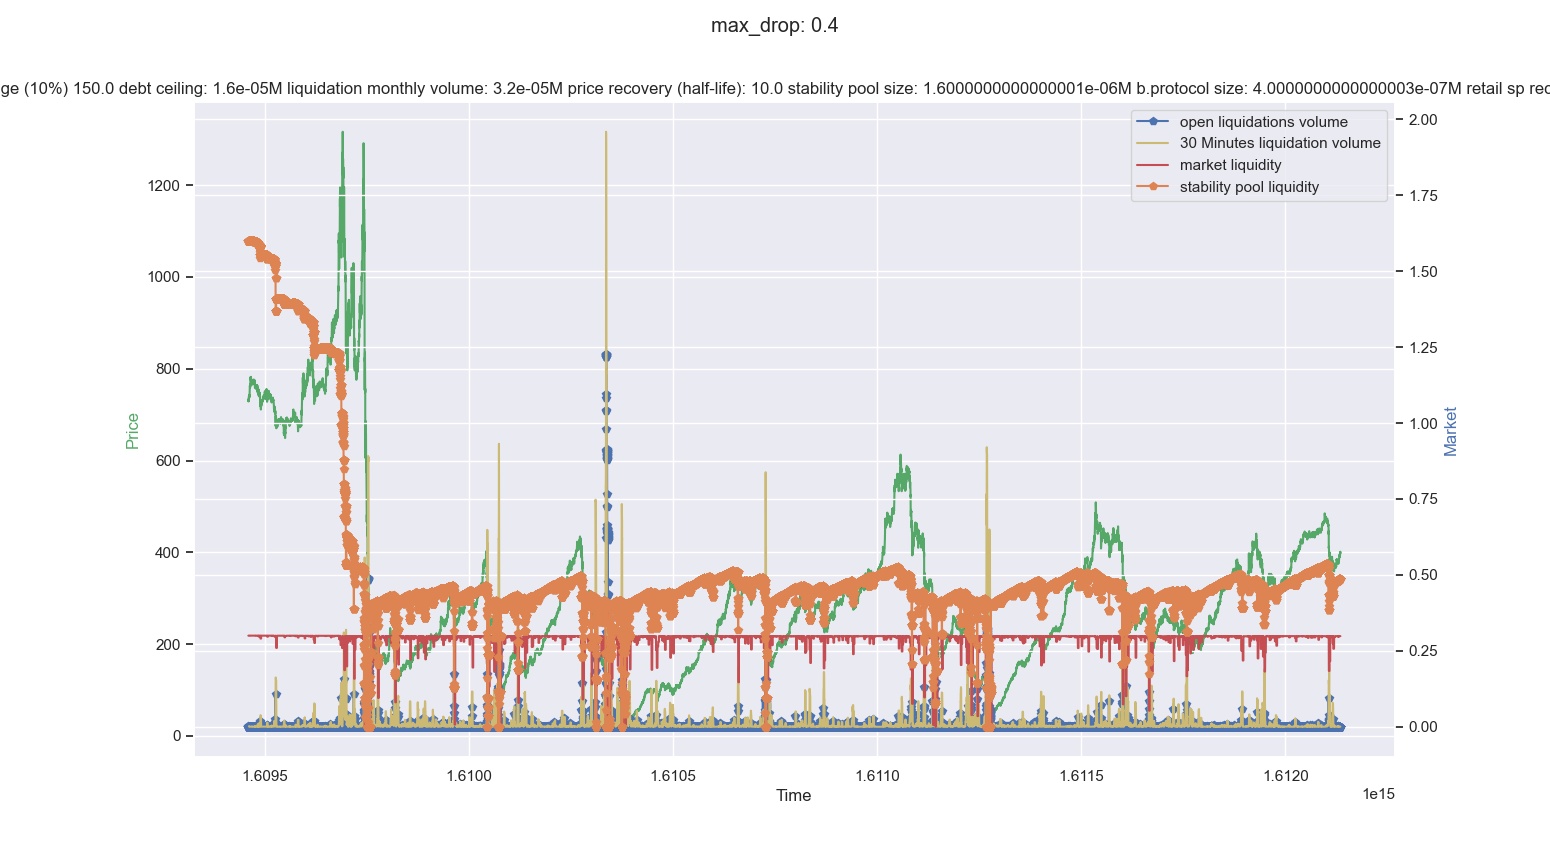 max_drop: 0.4
ge (10%) 150.0 debt ceiling: 1.6e-05M liquidation monthly volume: 3.2e-05M price recovery (half-life): 10.0 stability pool size: 1.6000000000000001e-06M b.protocol size: 4.0000000000000003e-07M retail sp rec
open liquidations volume
30 Minutes liquidation volume
market liquidity
stability pool liquidity
1200
1000
800
600
400
200
0
Price
2.00
1.75
1.50
1.25
1.00
0.75
0.50
0.25
0.00
Market
1.6095 1.6100 1.6105 1.6110 1.6115 1.6120
1e15
Time